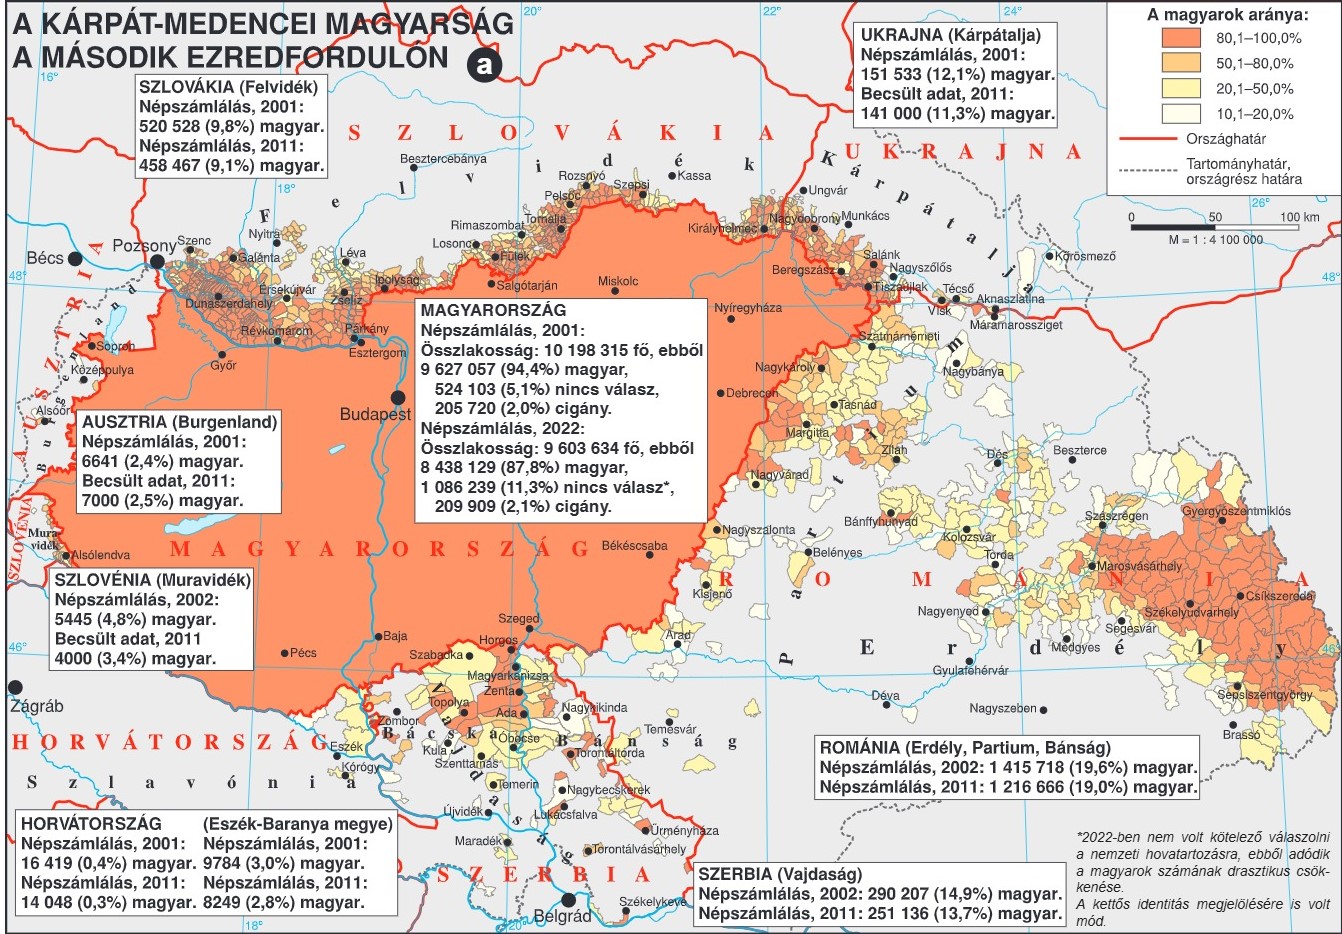 A KÁRPÁT-MEDENCEI MAGYARSÁG
A MÁSODIK EZREDFORDULÓN
a
16°
18°
20°
22°
24°
26°
48°
48°
46°
46°
18°
20°
22°
24°
A magyarok aránya:
80,1–100,0%
50,1–80,0%
20,1–50,0%
10,1–20,0%
Országhatár
Tartományhatár,
országrész határa
0 50 100 km
M = 1 : 4 100 000
SZLOVÁKIA (Felvidék)
Népszámlálás, 2001:
520 528 (9,8%) magyar.
Népszámlálás, 2011:
458 467 (9,1%) magyar.
UKRAJNA (Kárpátalja)
Népszámlálás, 2001:
151 533 (12,1%) magyar.
Becsült adat, 2011:
141 000 (11,3%) magyar.
SZLOVÁKIA
Felvidék
UKRAJNA
Kárpátalja
Besztercebánya
Rozsnyó
Szepsi
Kassa
Pelsőc
Tornalja
Rimaszombat
Losonc
Fülek
Királyhelmec
Nagydobrony
Ungvár
Munkács
Beregszász
Salánk
Nagyszőlős
Tiszaújlak
Técső
Visk
Aknaszlatina
Máramarossziget
Kőrösmező
Bécs
Pozsony
Szenc
Nyitra
Galánta
Léva
Érsekújvár
Zselíz
Ipolyság
Dunaszerdahely
Révkomárom
Párkány
Esztergom
Salgótarján
Miskolc
Nyíregyháza
AUSZTRIA
Burgenland
Sopron
Középpulya
Alsóőr
Győr
Budapest
Debrecen
Szatmárnémeti
Nagybánya
Nagykároly
Tasnád
Margitta
Zilah
Nagyvárad
Dés
Beszterce
MAGYARORSZÁG
Népszámlálás, 2001:
Összlakosság: 10 198 315 fő, ebből
9 627 057 (94,4%) magyar,
524 103 (5,1%) nincs válasz,
205 720 (2,0%) cigány.
Népszámlálás, 2022:
Összlakosság: 9 603 634 fő, ebből
8 438 129 (87,8%) magyar,
1 086 239 (11,3%) nincs válasz*,
209 909 (2,1%) cigány.
AUSZTRIA (Burgenland)
Népszámlálás, 2001:
6641 (2,4%) magyar.
Becsült adat, 2011:
7000 (2,5%) magyar.
SZLOVÉNIA
Mura-
vidék
Alsólendva
SZLOVÉNIA (Muravidék)
Népszámlálás, 2002:
5445 (4,8%) magyar.
Becsült adat, 2011
4000 (3,4%) magyar.
MAGYARORSZÁG
Békéscsaba
Nagyszalonta
Belényes
Bánffyhunyad
Kolozsvár
Torda
Szászrégen
Gyergyószentmiklós
Marosvásárhely
Csíkszereda
Székelyudvarhely
Segesvár
Medgyes
Nagyenyed
Gyulafehérvár
Kisjenő
Arad
ROMÁNIA
Partium
Erdély
Déva
Nagyszeben
Sepsiszentgyörgy
Brassó
Pécs
Baja
Szeged
Horgos
Szabadka
Magyarkanizsa
Zenta
Topolya
Ada
Zombor
Nagykikinda
Temesvár
Bácska
Bánság
Vajdaság
Kula
Óbecse
Szenttamás
Törontáltorda
Temerin
Nagybecskerek
Lukácsfalva
Újvidék
Maradék
Ürményháza
Torontálvásárhely
Székelykeve
Belgrád
SZERBIA
Zágráb
HORVÁTORSZÁG
Szlavónia
Eszék
Kórógy
HORVÁTORSZÁG (Eszék-Baranya megye)
Népszámlálás, 2001: Népszámlálás, 2001:
16 419 (0,4%) magyar. 9784 (3,0%) magyar.
Népszámlálás, 2011: Népszámlálás, 2011:
14 048 (0,3%) magyar. 8249 (2,8%) magyar.
ROMÁNIA (Erdély, Partium, Bánság)
Népszámlálás, 2002: 1 415 718 (19,6%) magyar.
Népszámlálás, 2011: 1 216 666 (19,0%) magyar.
SZERBIA (Vajdaság)
Népszámlálás, 2002: 290 207 (14,9%) magyar.
Népszámlálás, 2011: 251 136 (13,7%) magyar.
*2022-ben nem volt kötelező válaszolni
a nemzeti hovatartozásra, ebből adódik
a magyarok számának drasztikus csök-
kenése.
A kettős identitás megjelölésére is volt
mód.